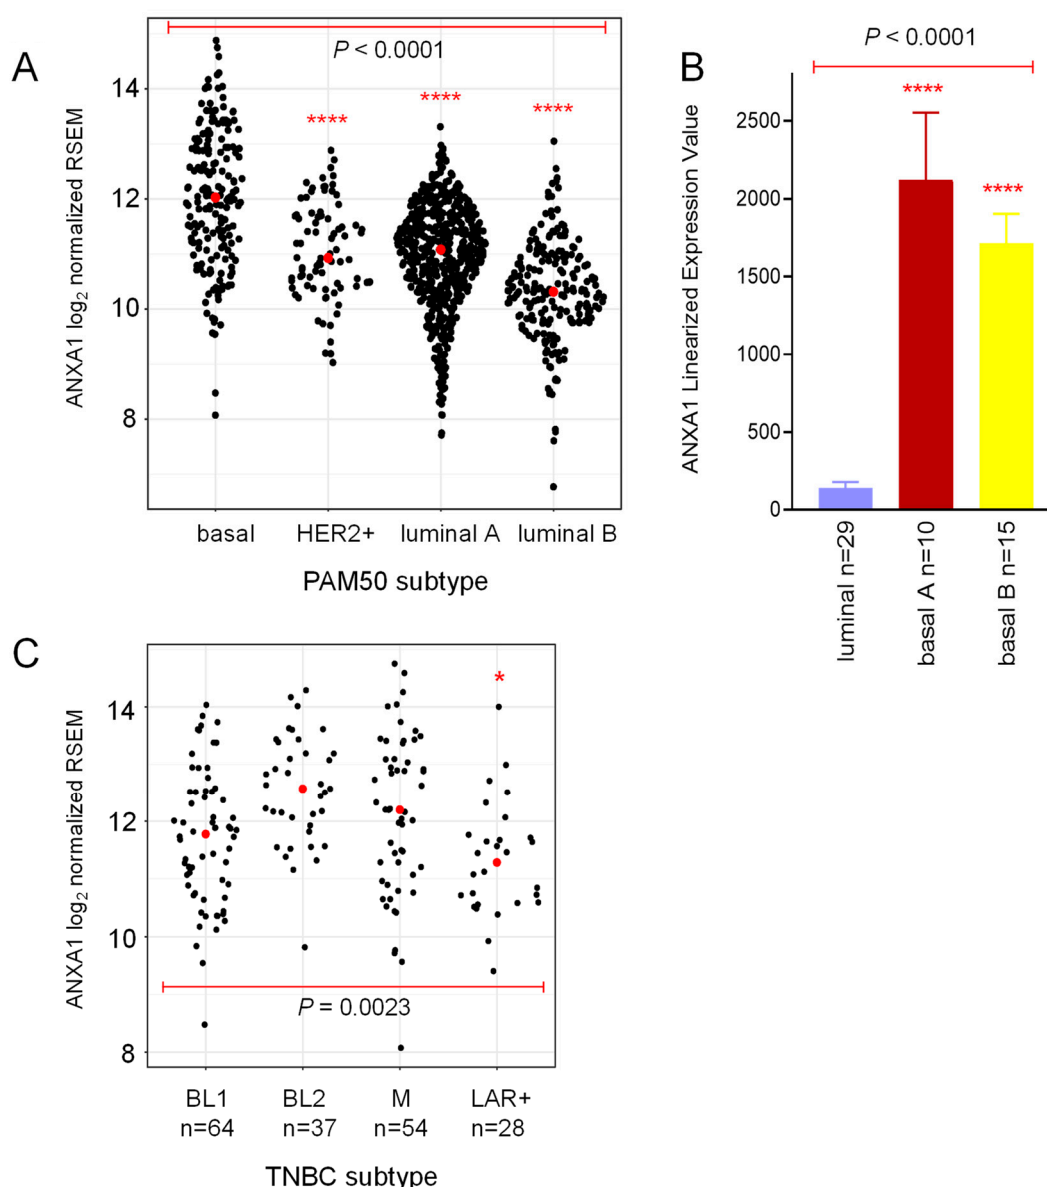 A
P < 0.0001
ANXA1 log2 normalized RSEM
14
12
10
8
****
****
****
basal
HER2+
luminal A
luminal B
PAM50 subtype
B
P < 0.0001
ANXA1 Linearized Expression Value
2500
2000
1500
1000
500
0
****
****
luminal n=29
basal A n=10
basal B n=15
C
ANXA1 log2 normalized RSEM
14
12
10
8
*
P = 0.0023
BL1
BL2
M
LAR+
n=64
n=37
n=54
n=28
TNBC subtype